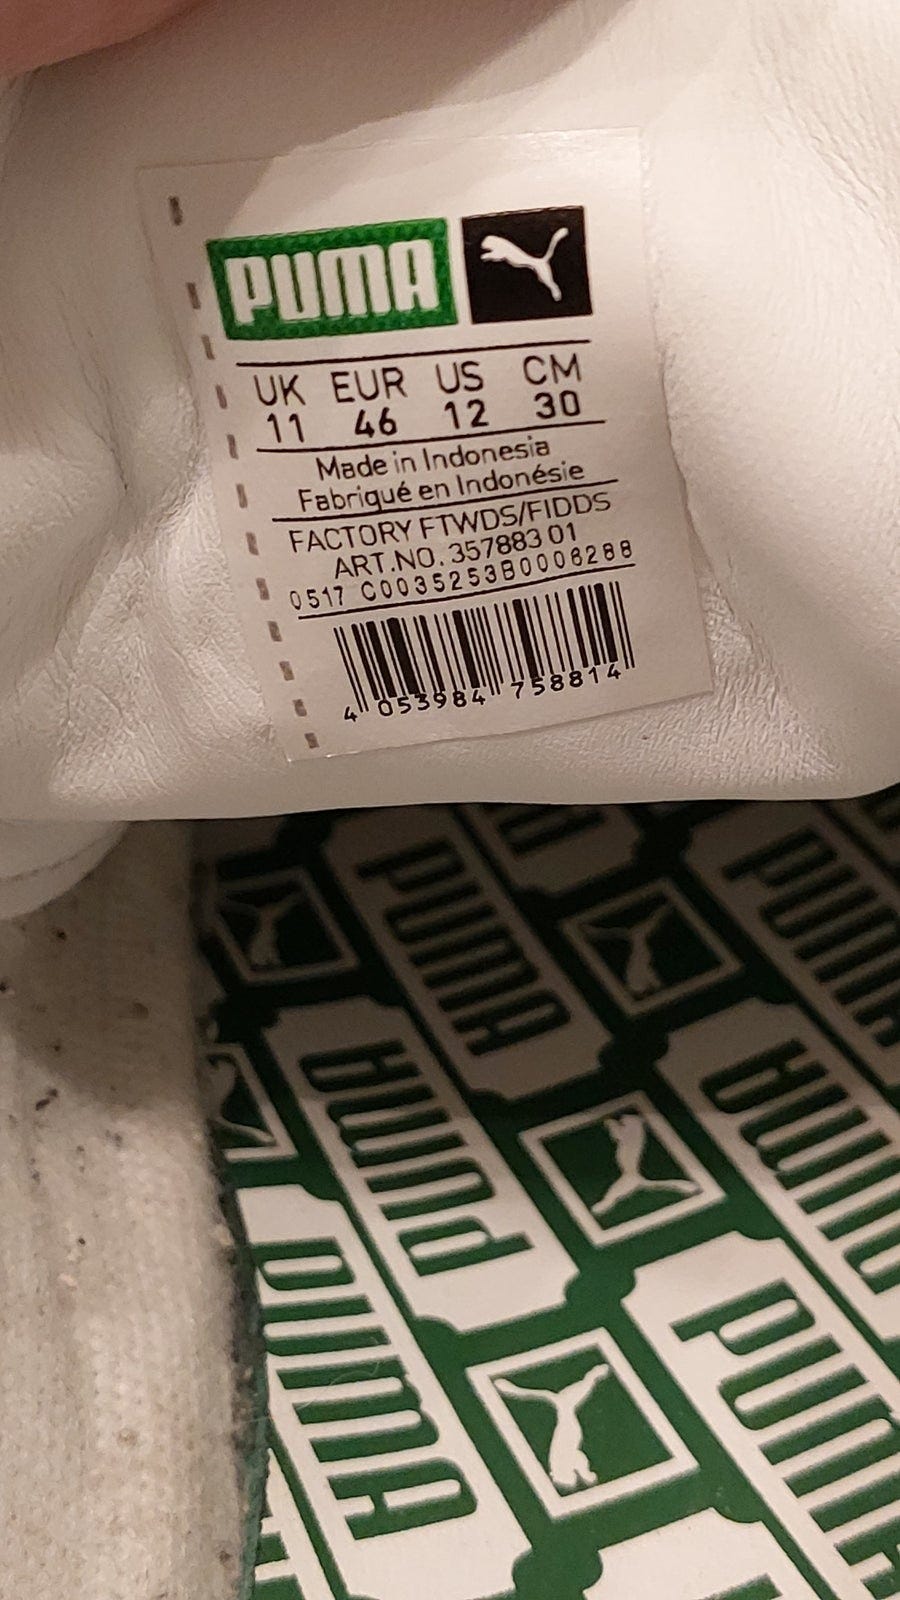 PUMA
UK EUR US CM
11 46 12 30
Made in Indonesia
Fabriqué en Indonésie
FACTORY FTWDS/FIDDS
ART.NO. 357883 01
0517 C0035253B0006288
4 053984 758814
PUMA
PUMA
PUMA
PUMA
PUMA
PUMA